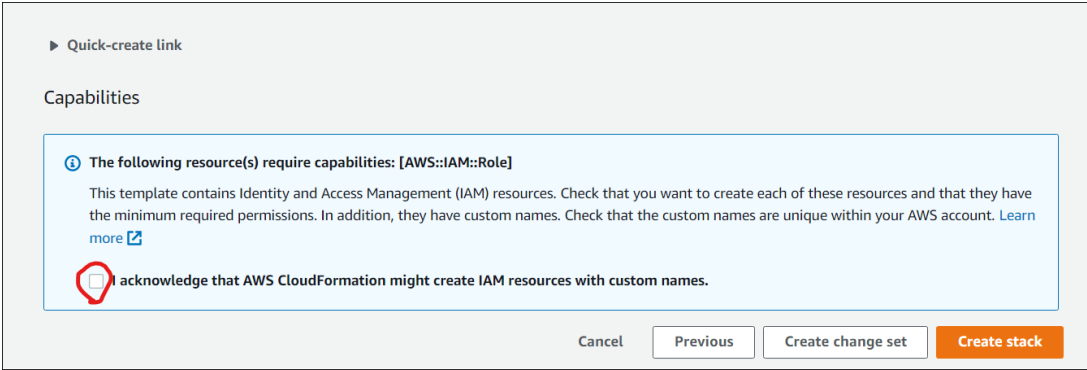 Quick-create link
Capabilities
The following resource(s) require capabilities: [AWS::IAM::Role]
This template contains Identity and Access Management (IAM) resources. Check that you want to create each of these resources and that they have
the minimum required permissions. In addition, they have custom names. Check that the custom names are unique within your AWS account. Learn
more
I acknowledge that AWS CloudFormation might create IAM resources with custom names.
Cancel Previous Create change set Create stack